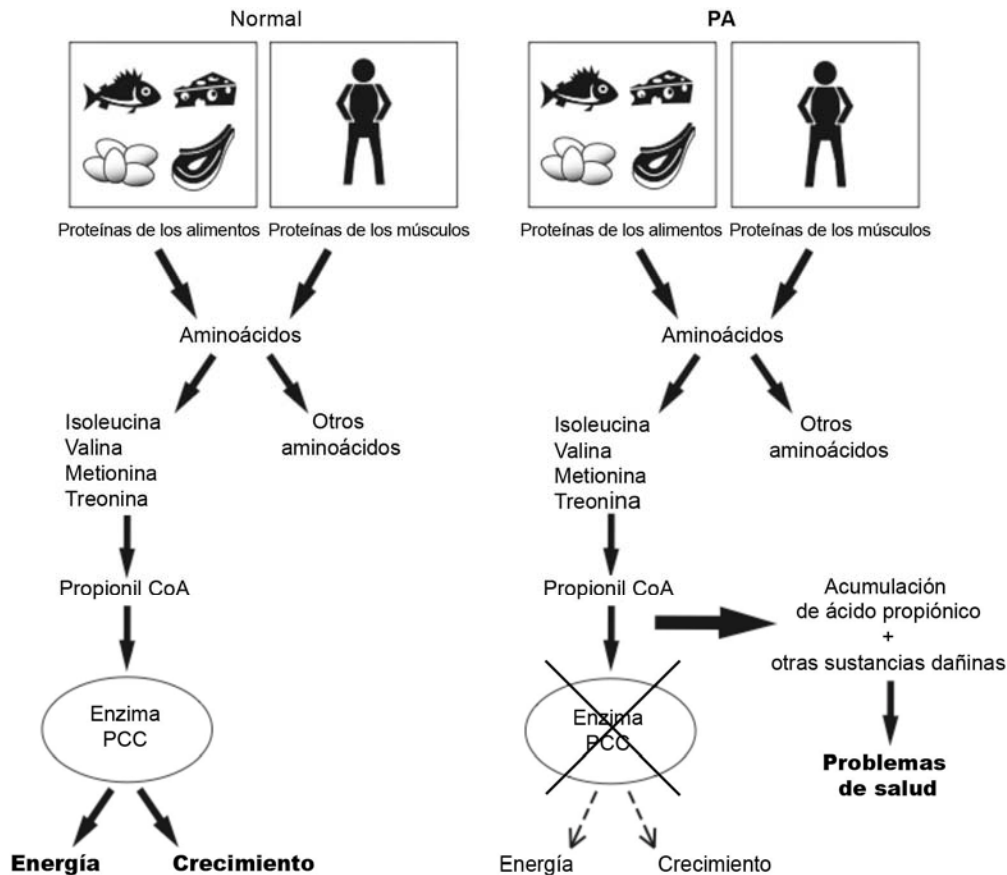 Normal
Proteínas de los alimentos
Proteínas de los músculos
Aminoácidos
Isoleucina
Valina
Metionina
Treonina
Otros
aminoácidos
Propionil CoA
Enzima
PCC
Energía
Crecimiento
PA
Proteínas de los alimentos
Proteínas de los músculos
Aminoácidos
Isoleucina
Valina
Metionina
Treonina
Otros
aminoácidos
Propionil CoA
Acumulación
de ácido propiónico
+
otras sustancias dañinas
Problemas
de salud
Enzima
PCC
Energía
Crecimiento